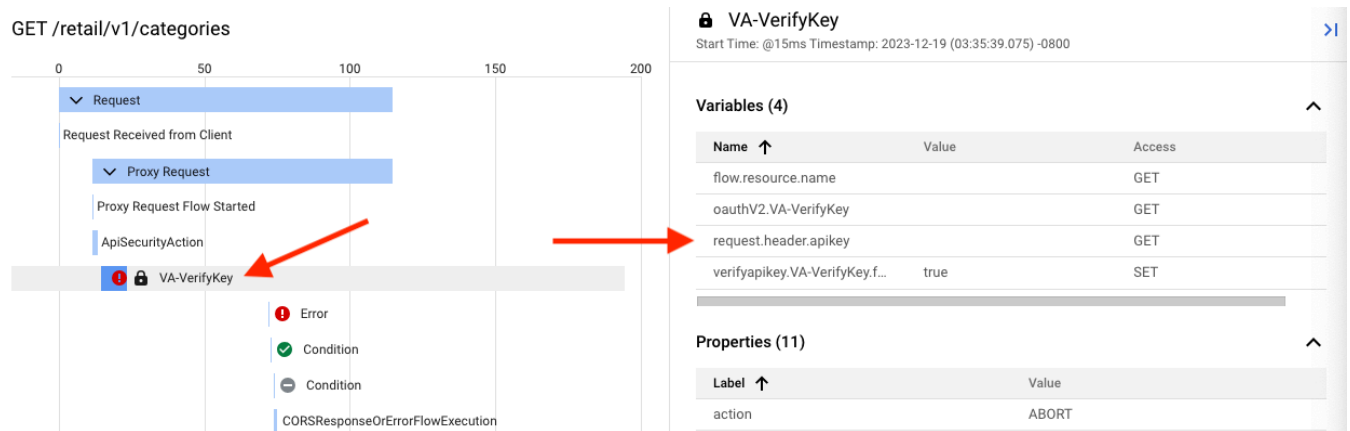 GET /retail/v1/categories
0 50 100 150 200
Request
Request Received from Client
Proxy Request
Proxy Request Flow Started
ApiSecurityAction
VA-VerifyKey
Error
Condition
Condition
CORSResponseOrErrorFlowExecution
VA-VerifyKey
Start Time: @15ms Timestamp: 2023-12-19 (03:35:39.075) -0800
Variables (4)
Name Value Access
flow.resource.name GET
oauthV2.VA-VerifyKey GET
request.header.apikey GET
verifyapikey.VA-VerifyKey.f... true SET
Properties (11)
Label Value
action ABORT